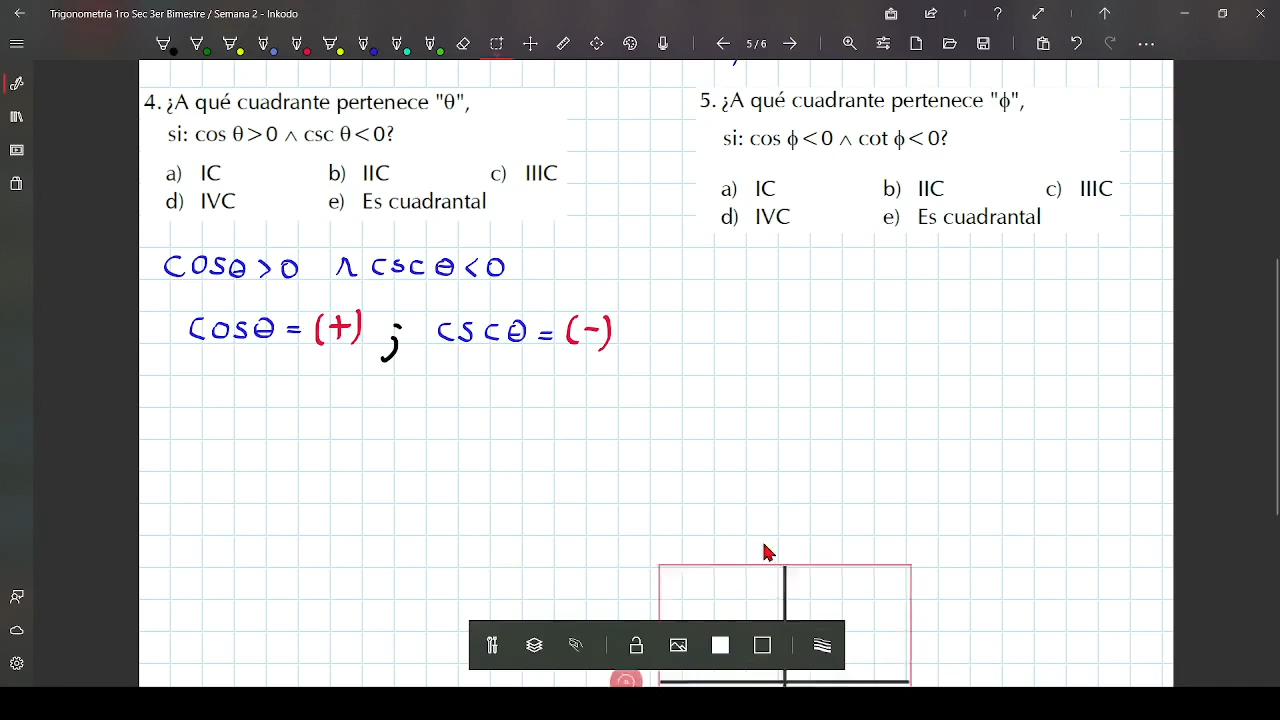 Trigonometría 1ro Sec 3er Bimestre / Semana 2 - Inkodo
5/6
4. ¿A qué cuadrante pertenece "θ",
si: cos θ > 0 ∧ csc θ < 0?
a) IC b) IIC c) IIIC
d) IVC e) Es cuadrantal
5. ¿A qué cuadrante pertenece "ϕ",
si: cos ϕ < 0 ∧ cot ϕ < 0?
a) IC b) IIC c) IIIC
d) IVC e) Es cuadrantal
cosθ > 0 ∧ cscθ < 0
cosθ = (+) ; cscθ = (-)